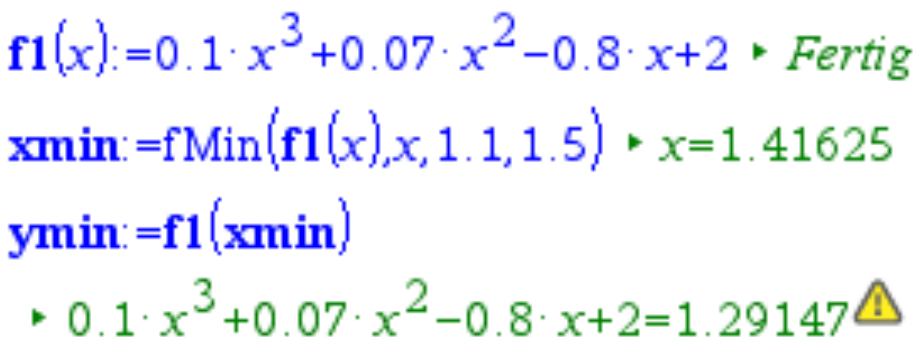 f1(x):=0.1·x³+0.07·x²−0.8·x+2 ▸ Fertig
xmin:=fMin(f1(x),x,1.1,1.5) ▸ x=1.41625
ymin:=f1(xmin)
▸ 0.1·x³+0.07·x²−0.8·x+2=1.29147